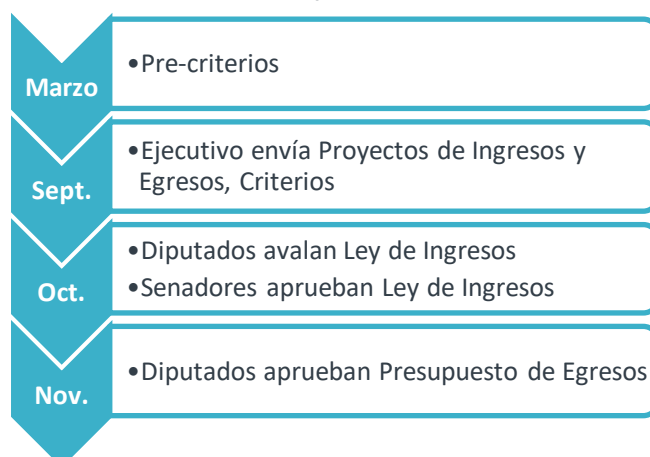 Marzo
•Pre-criterios
Sept.
•Ejecutivo envía Proyectos de Ingresos y
Egresos, Criterios
Oct.
•Diputados avalan Ley de Ingresos
•Senadores aprueban Ley de Ingresos
Nov.
•Diputados aprueban Presupuesto de Egresos